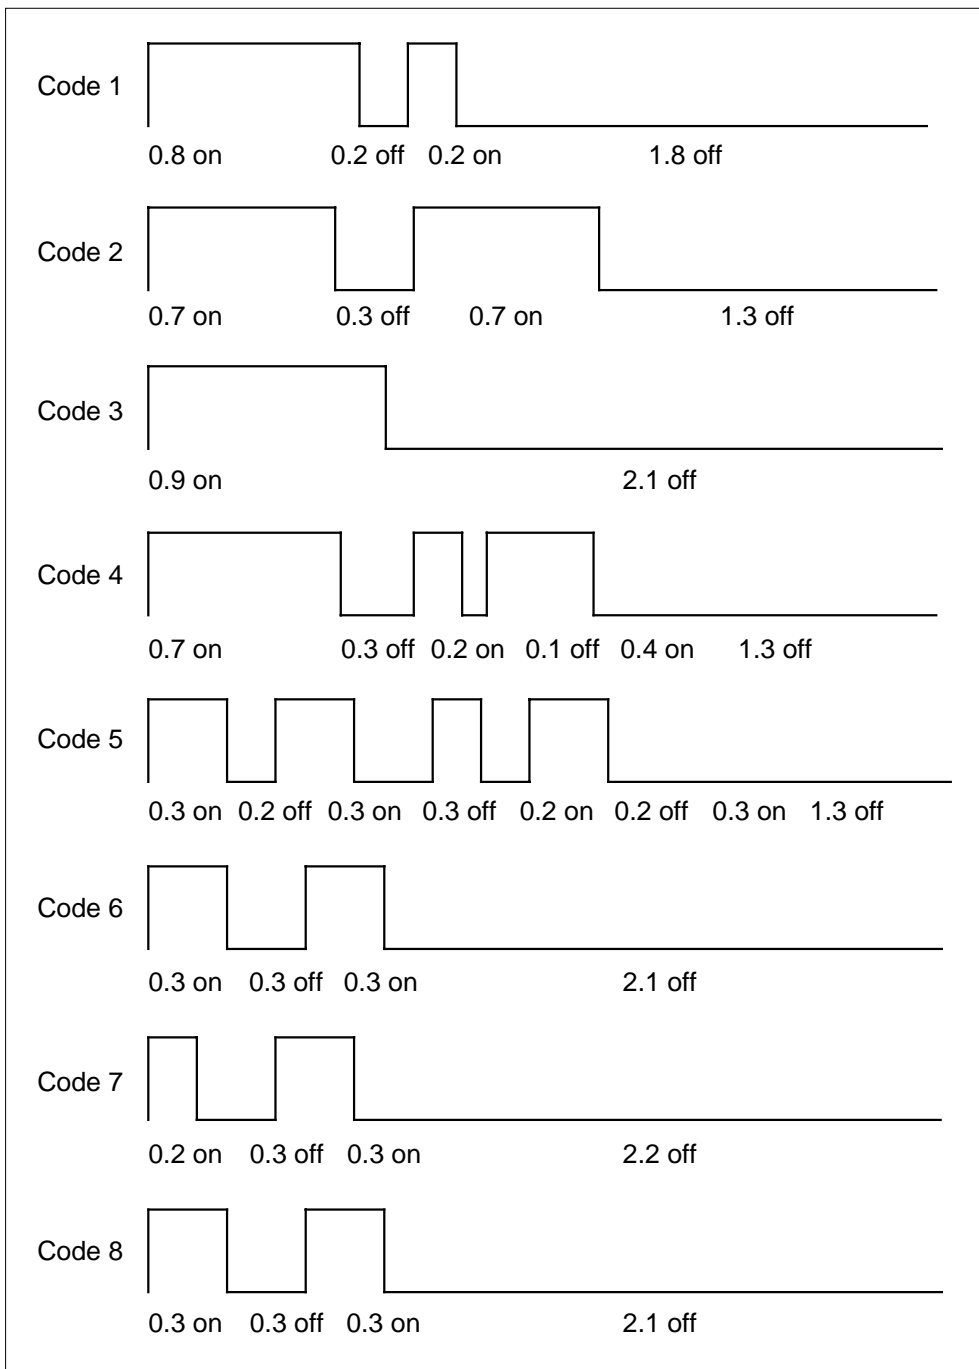 Code 1
0.8 on 0.2 off 0.2 on 1.8 off
Code 2
0.7 on 0.3 off 0.7 on 1.3 off
Code 3
0.9 on 2.1 off
Code 4
0.7 on 0.3 off 0.2 on 0.1 off 0.4 on 1.3 off
Code 5
0.3 on 0.2 off 0.3 on 0.3 off 0.2 on 0.2 off 0.3 on 1.3 off
Code 6
0.3 on 0.3 off 0.3 on 2.1 off
Code 7
0.2 on 0.3 off 0.3 on 2.2 off
Code 8
0.3 on 0.3 off 0.3 on 2.1 off